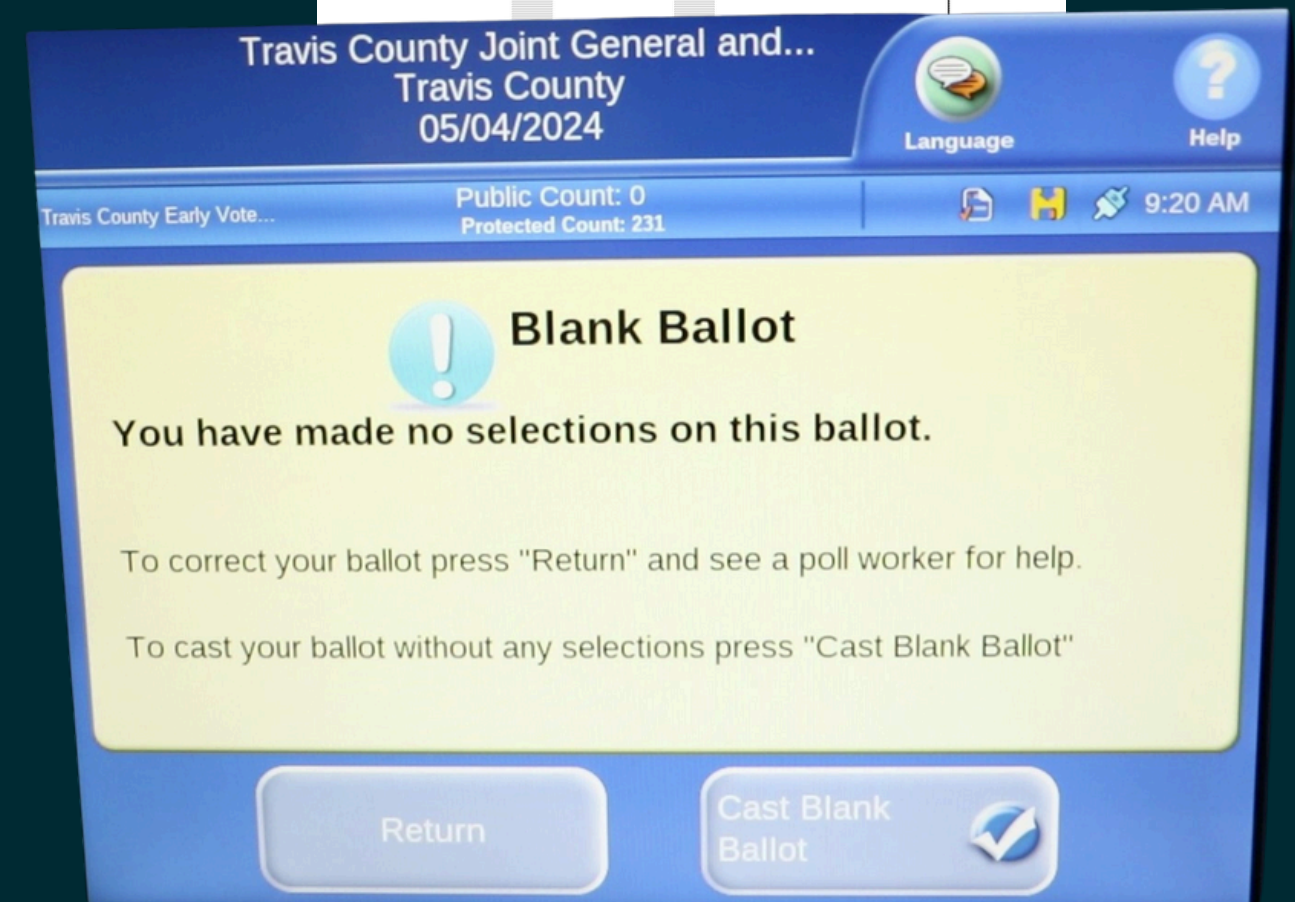 Travis County Joint General and...
Travis County
05/04/2024
Language
Help
Travis County Early Vote...
Public Count: 0
Protected Count: 231
9:20 AM
Blank Ballot
You have made no selections on this ballot.
To correct your ballot press "Return" and see a poll worker for help.
To cast your ballot without any selections press "Cast Blank Ballot"
Return
Cast Blank
Ballot